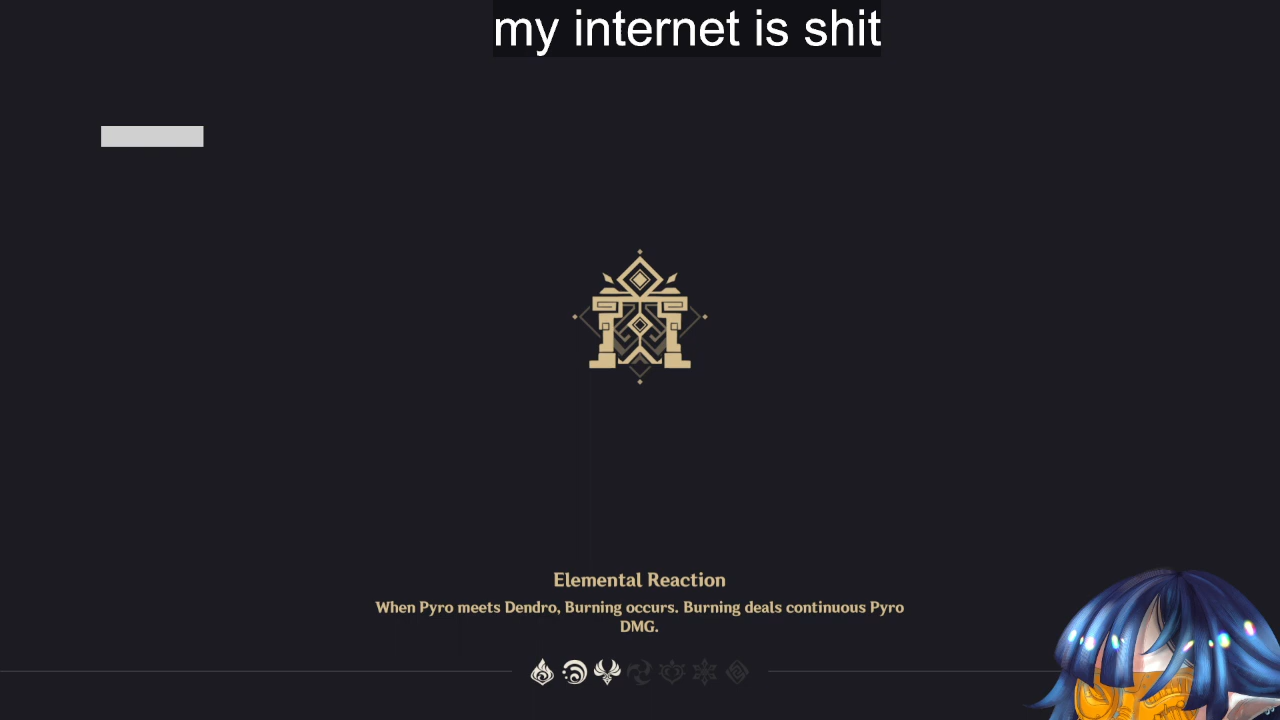 my internet is shit
Elemental Reaction
When Pyro meets Dendro, Burning occurs. Burning deals continuous Pyro
DMG.